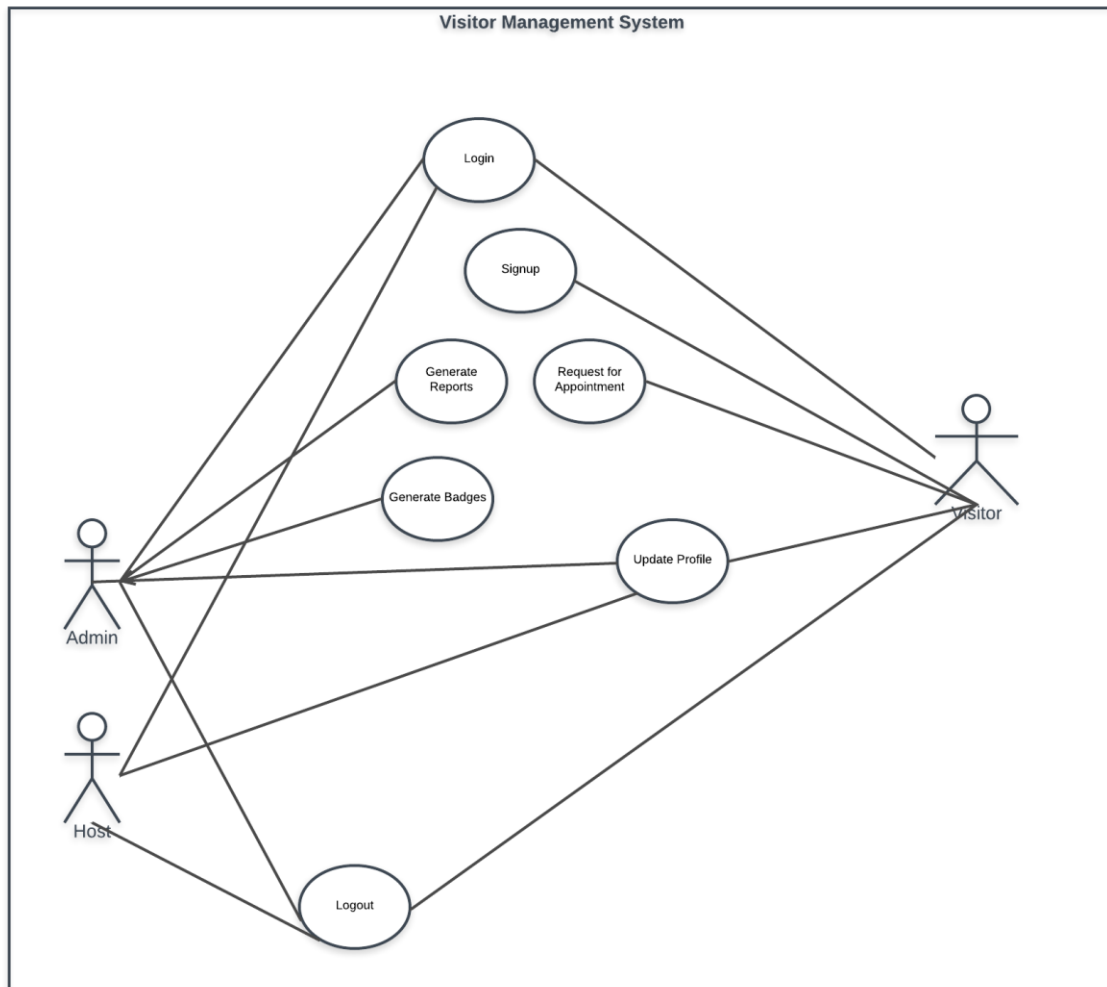 Visitor Management System
Login
Signup
Generate
Reports
Request for
Appointment
Generate Badges
Visitor
Update Profile
Admin
Host
Logout